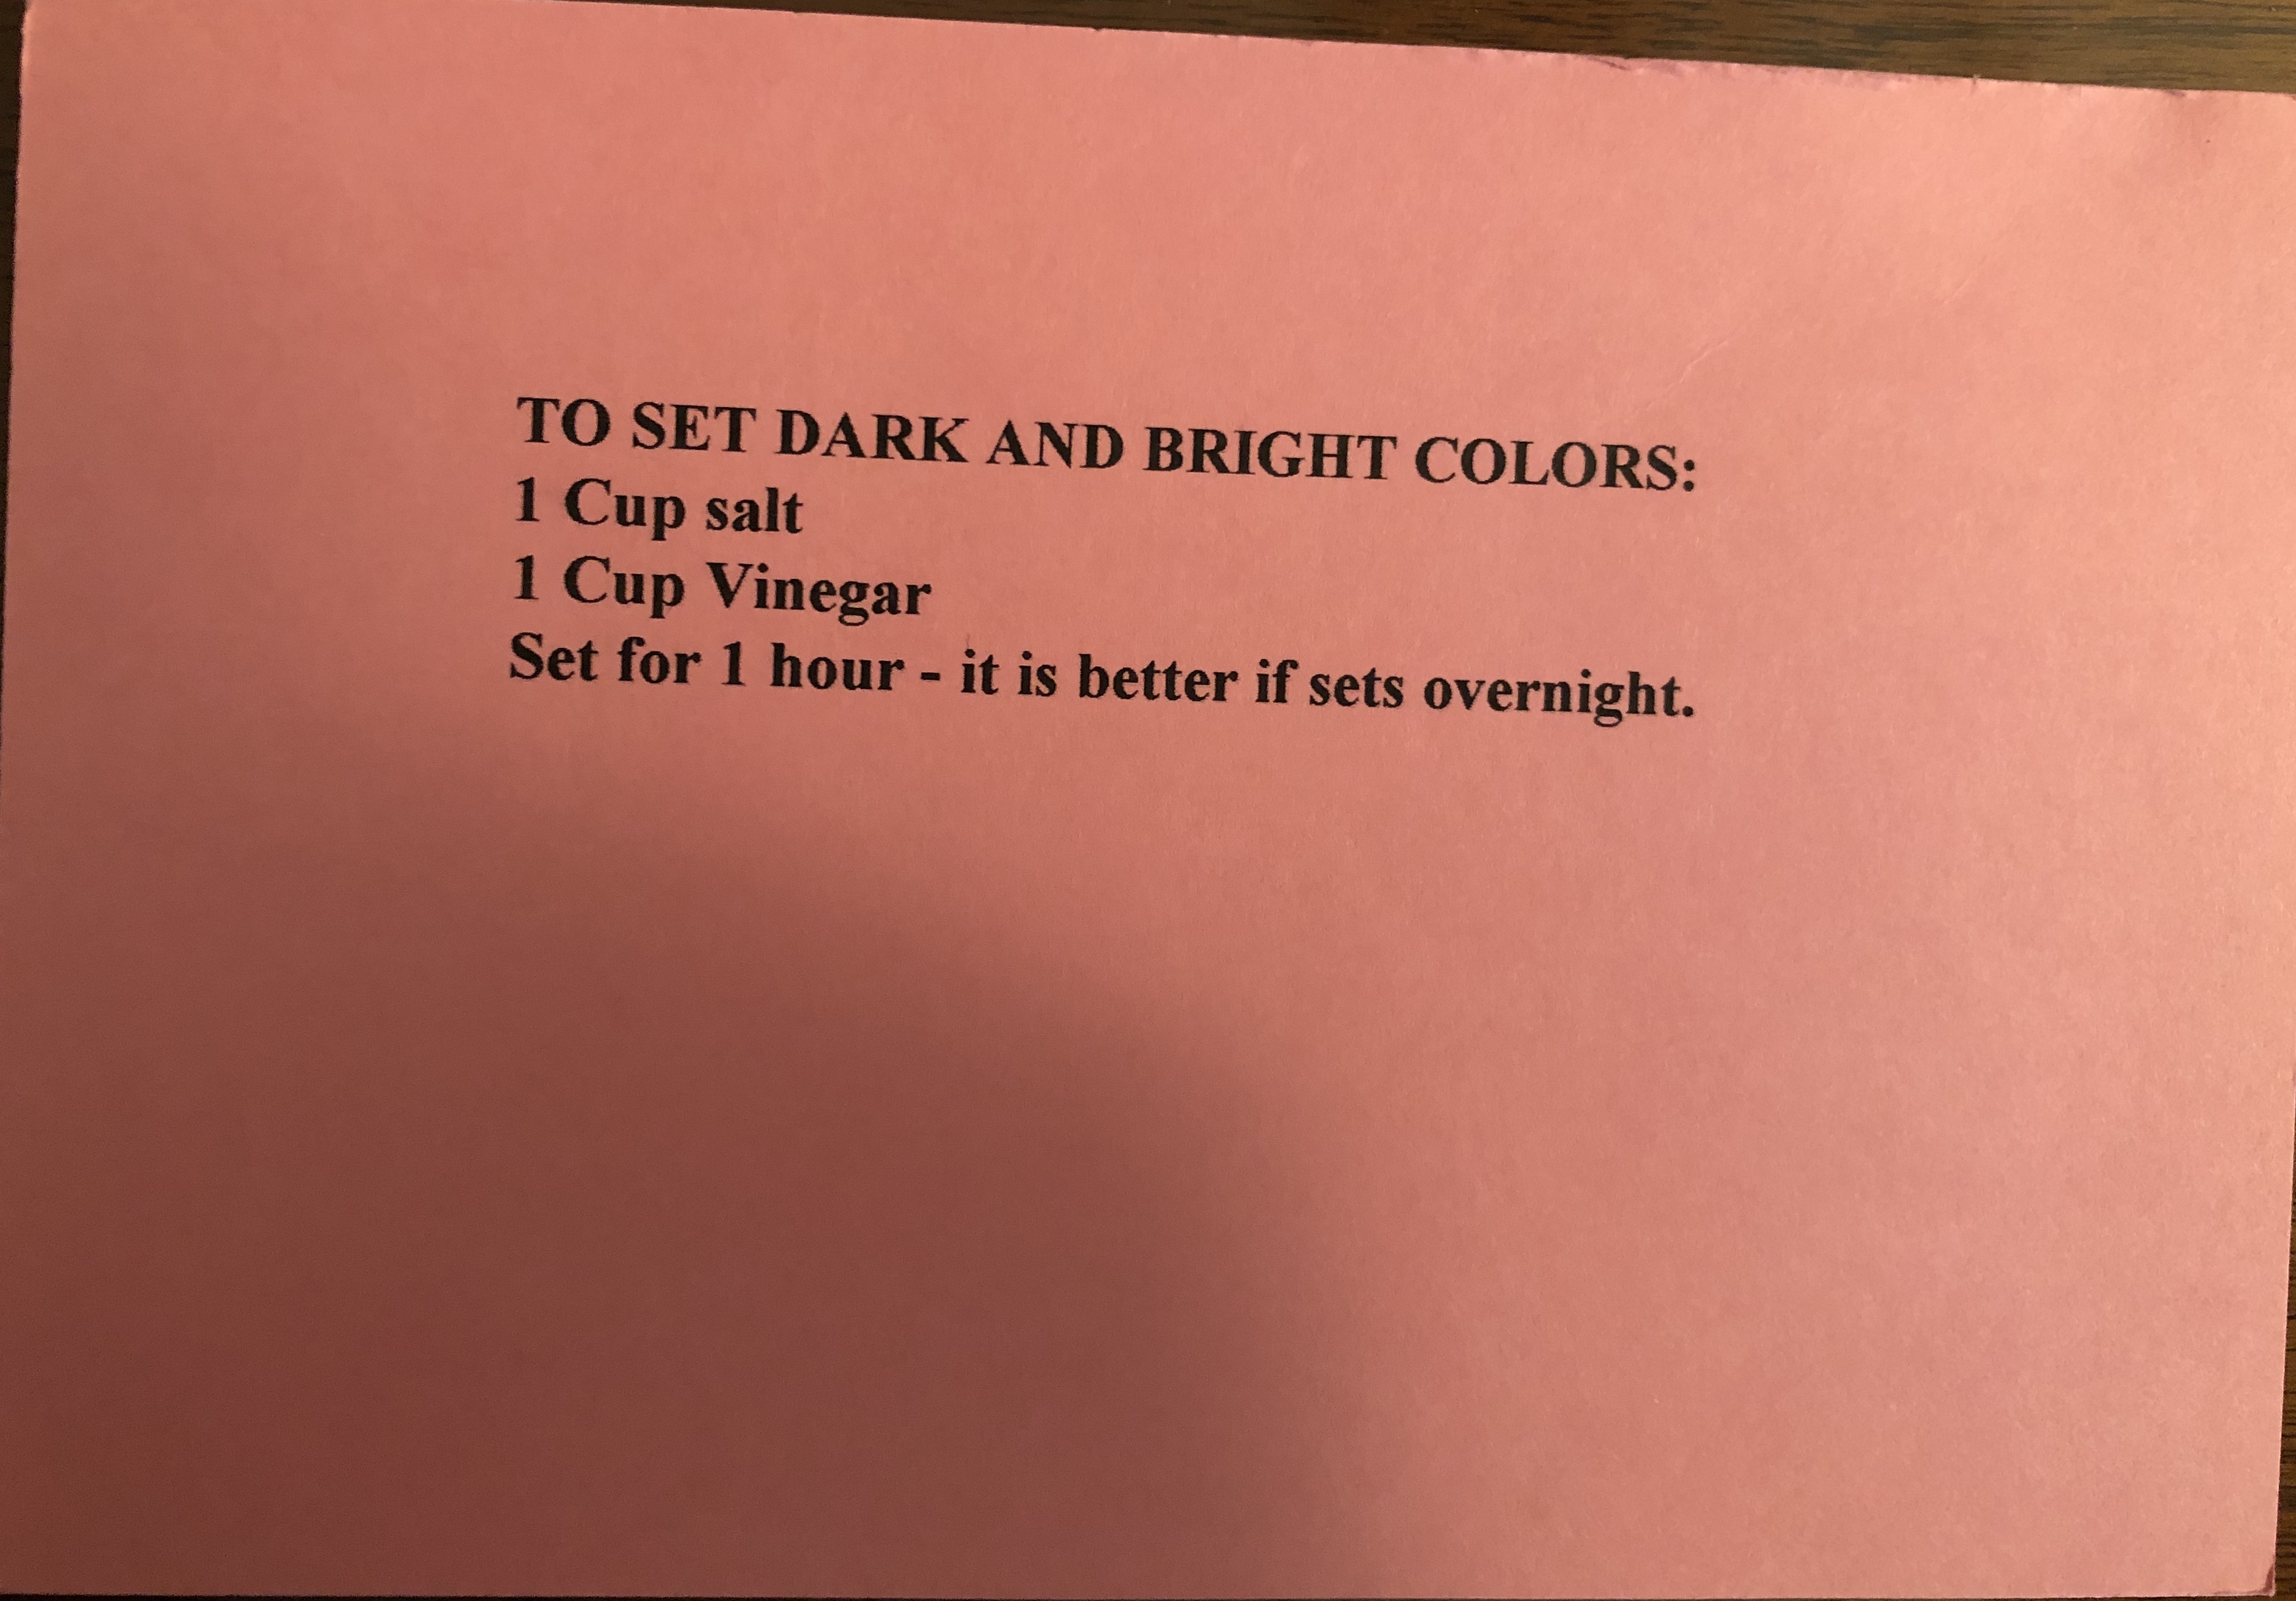 TO SET DARK AND BRIGHT COLORS:
1 Cup salt
1 Cup Vinegar
Set for 1 hour - it is better if sets overnight.